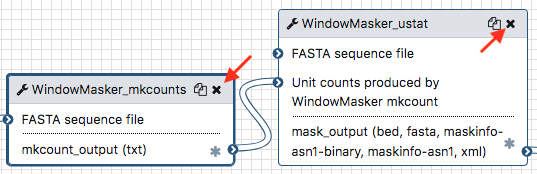 WindowMasker_ustat
FASTA sequence file
Unit counts produced by
WindowMasker mkcount
mask_output (bed, fasta, maskinfo-
asn1-binary, maskinfo-asn1, xml)
WindowMasker_mkcounts
FASTA sequence file
mkcount_output (txt)